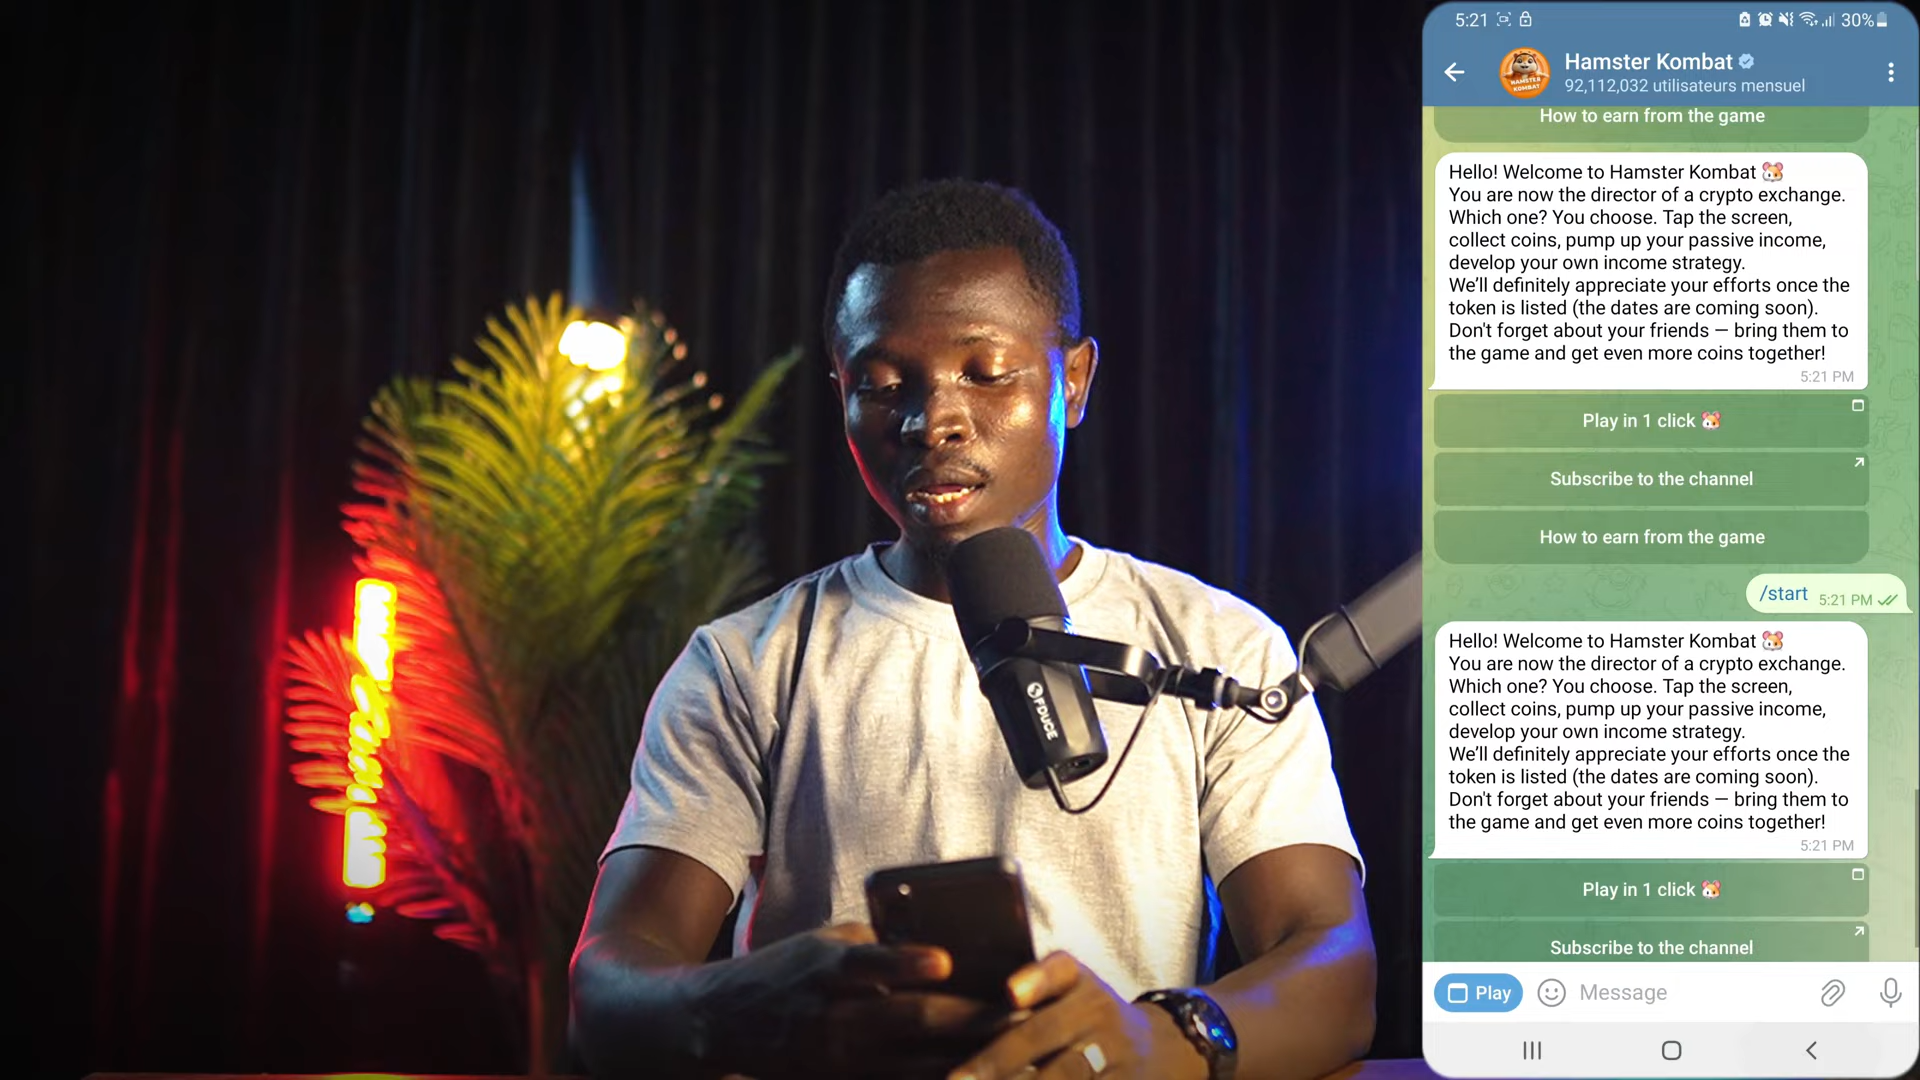 5:21
30%
Hamster Kombat
92,112,032 utilisateurs mensuel
HAMSTER
KOMBAT
How to earn from the game
Hello! Welcome to Hamster Kombat 🐹
You are now the director of a crypto exchange.
Which one? You choose. Tap the screen,
collect coins, pump up your passive income,
develop your own income strategy.
We’ll definitely appreciate your efforts once the
token is listed (the dates are coming soon).
Don't forget about your friends — bring them to
the game and get even more coins together!
5:21 PM
Play in 1 click 🐹
Subscribe to the channel
How to earn from the game
/start 5:21 PM
Hello! Welcome to Hamster Kombat 🐹
You are now the director of a crypto exchange.
Which one? You choose. Tap the screen,
collect coins, pump up your passive income,
develop your own income strategy.
We’ll definitely appreciate your efforts once the
token is listed (the dates are coming soon).
Don't forget about your friends — bring them to
the game and get even more coins together!
5:21 PM
Play in 1 click 🐹
Subscribe to the channel
Play
Message
FDUCE